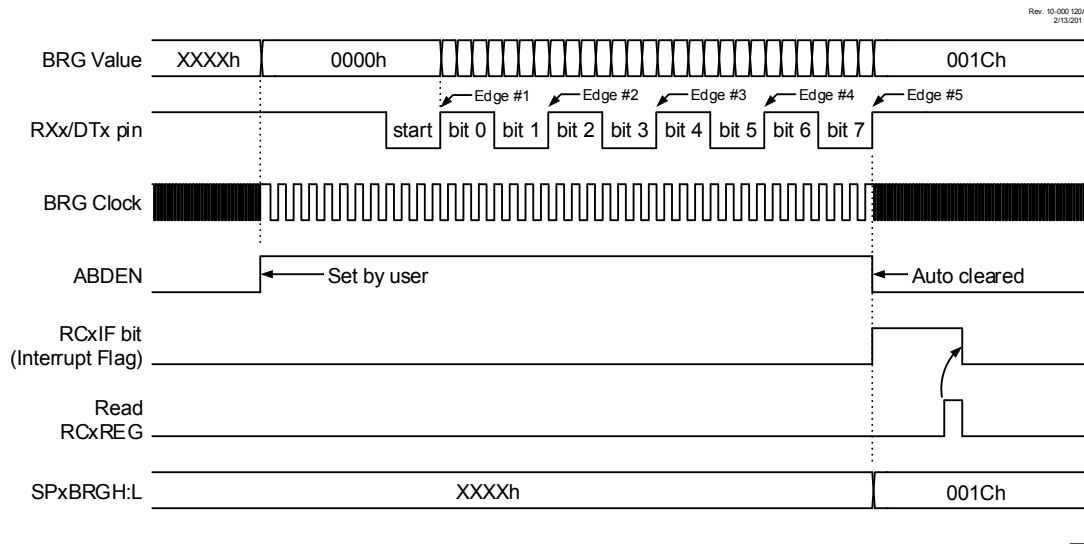 Rev. 10-000 120A
2/13/201
BRG Value XXXXh 0000h 001Ch
Edge #1 Edge #2 Edge #3 Edge #4 Edge #5
RXx/DTx pin start bit 0 bit 1 bit 2 bit 3 bit 4 bit 5 bit 6 bit 7
BRG Clock
ABDEN Set by user Auto cleared
RCxIF bit
(Interrupt Flag)
Read
RCxREG
SPxBRGH:L XXXXh 001Ch